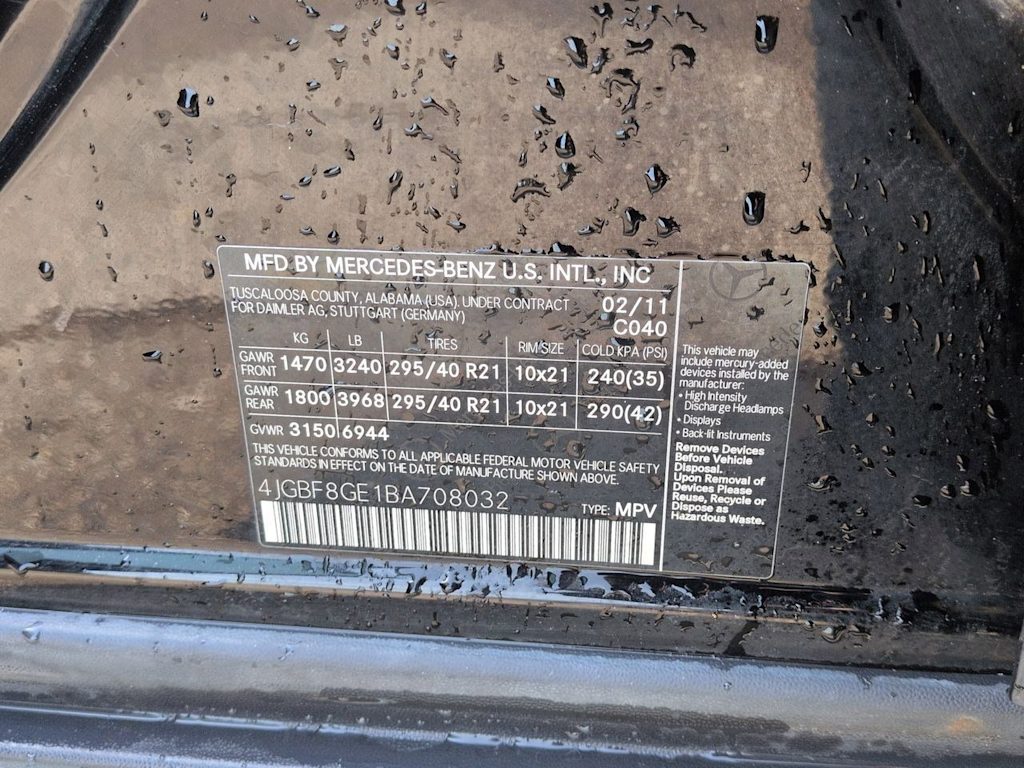 MFD BY MERCEDES-BENZ U.S. INTL., INC
TUSCALOOSA COUNTY, ALABAMA (USA). UNDER CONTRACT
FOR DAIMLER AG, STUTTGART (GERMANY)
02/11
C040
KG LB TIRES RIM SIZE COLD KPA (PSI)
GAWR FRONT 1470 3240 295/40 R21 10x21 240(35)
GAWR REAR 1800 3968 295/40 R21 10x21 290(42)
GVWR 3150 6944
THIS VEHICLE CONFORMS TO ALL APPLICABLE FEDERAL MOTOR VEHICLE SAFETY
STANDARDS IN EFFECT ON THE DATE OF MANUFACTURE SHOWN ABOVE.
4JGBF8GE1BA708032
TYPE: MPV
This vehicle may
include mercury-added
devices installed by the
manufacturer:
• High Intensity
Discharge Headlamps
• Displays
• Back-lit Instruments
Remove Devices
Before Vehicle
Disposal.
Upon Removal of
Devices Please
Reuse, Recycle or
Dispose as
Hazardous Waste.